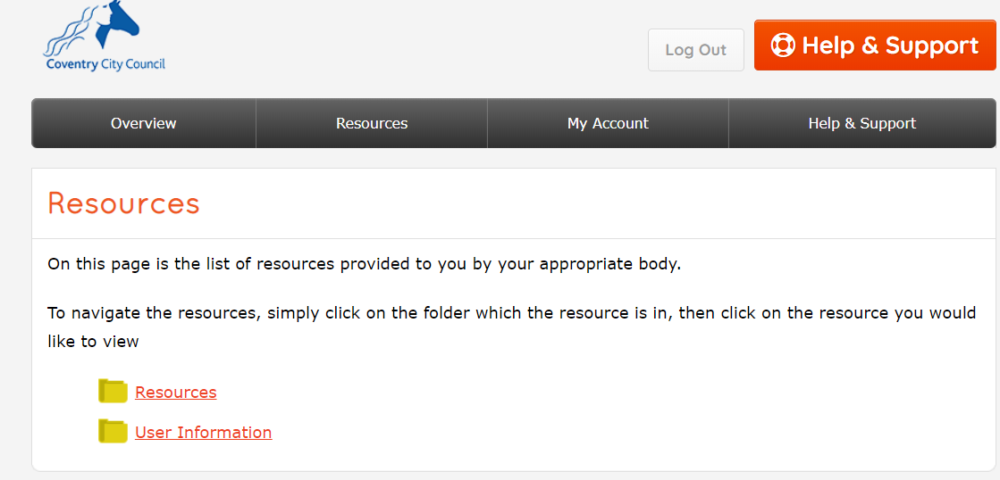 Coventry City Council
Log Out
Help & Support
Overview
Resources
My Account
Help & Support
Resources
On this page is the list of resources provided to you by your appropriate body.
To navigate the resources, simply click on the folder which the resource is in, then click on the resource you would
like to view
Resources
User Information